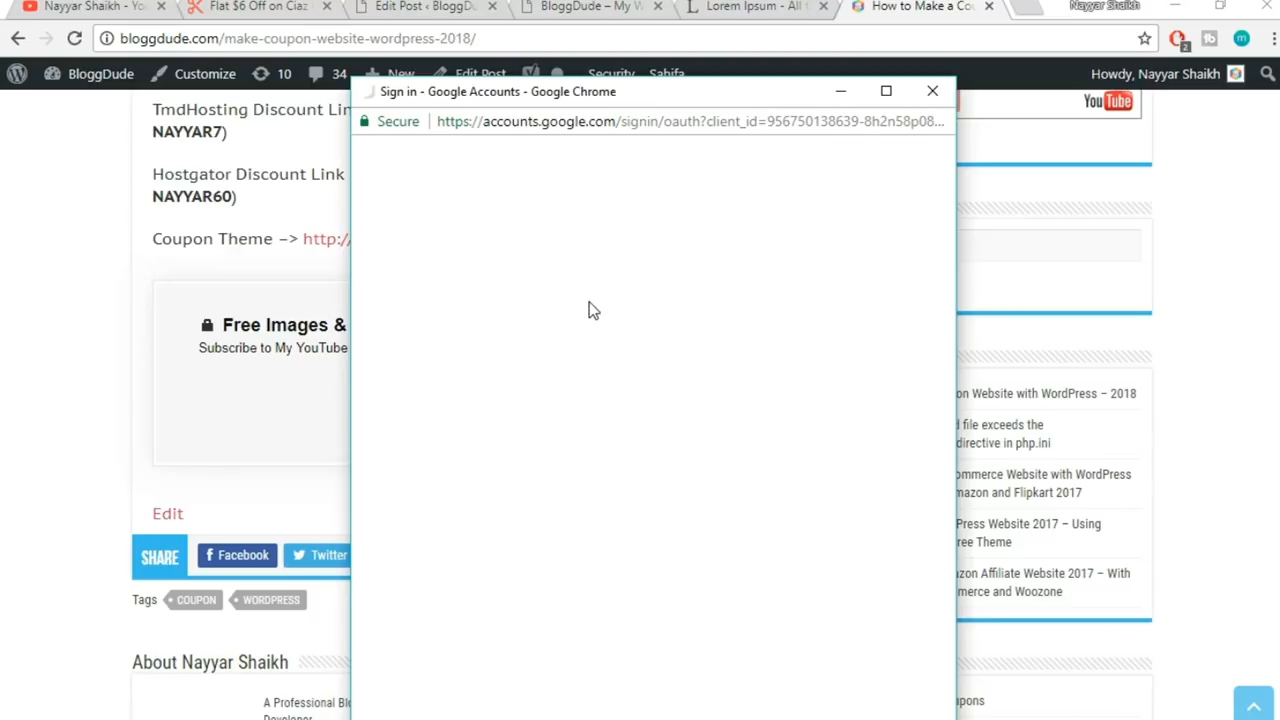 Nayyar Shaikh - Yo
Flat $6 Off on Ciaz
Edit Post ‹ BloggD
BloggDude – My W
Lorem Ipsum - All
How to Make a Cou
Nayyar Shaikh
bloggdude.com/make-coupon-website-wordpress-2018/
BloggDude
Customize
10
34
New
Edit Post
Security
Sahifa
Howdy, Nayyar Shaikh
Sign in - Google Accounts - Google Chrome
Secure
https://accounts.google.com/signin/oauth?client_id=956750138639-8h2n58p08...
TmdHosting Discount Lin
NAYYAR7)
Hostgator Discount Link
NAYYAR60)
Coupon Theme –> http:/
Free Images &
Subscribe to My YouTube
Edit
SHARE
Facebook
Twitter
Tags
COUPON
WORDPRESS
About Nayyar Shaikh
A Professional Bl
Developer
YouTube
on Website with WordPress – 2018
d file exceeds the
directive in php.ini
ommerce Website with WordPress
mazon and Flipkart 2017
Press Website 2017 – Using
ree Theme
zon Affiliate Website 2017 – With
merce and Woozone
pons